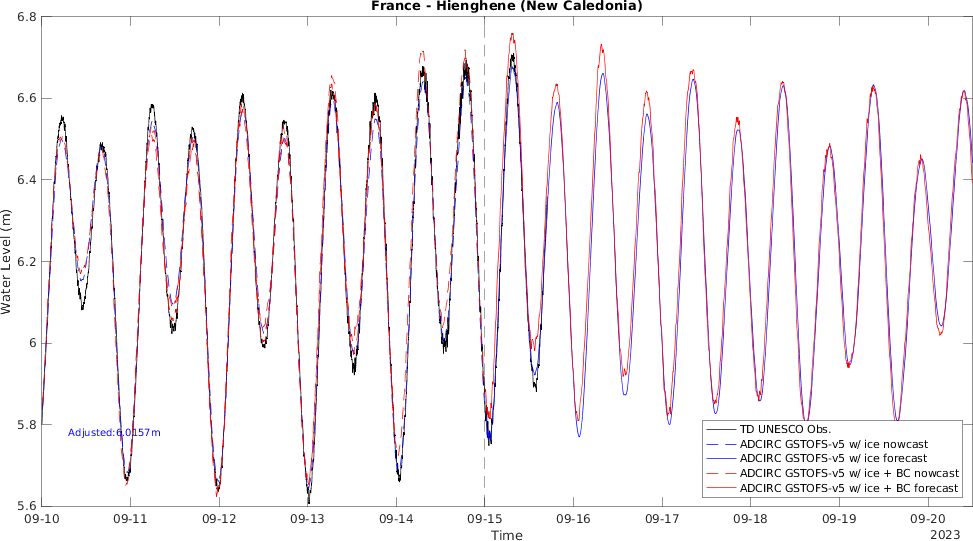 France - Hienghene (New Caledonia)
6.8
6.6
6.4
6.2
6
5.8
5.6
Water Level (m)
Adjusted:6.0157m
TD UNESCO Obs.
ADCIRC GSTOFS-v5 w/ ice nowcast
ADCIRC GSTOFS-v5 w/ ice forecast
ADCIRC GSTOFS-v5 w/ ice + BC nowcast
ADCIRC GSTOFS-v5 w/ ice + BC forecast
09-10 09-11 09-12 09-13 09-14 09-15 09-16 09-17 09-18 09-19 09-20
2023
Time